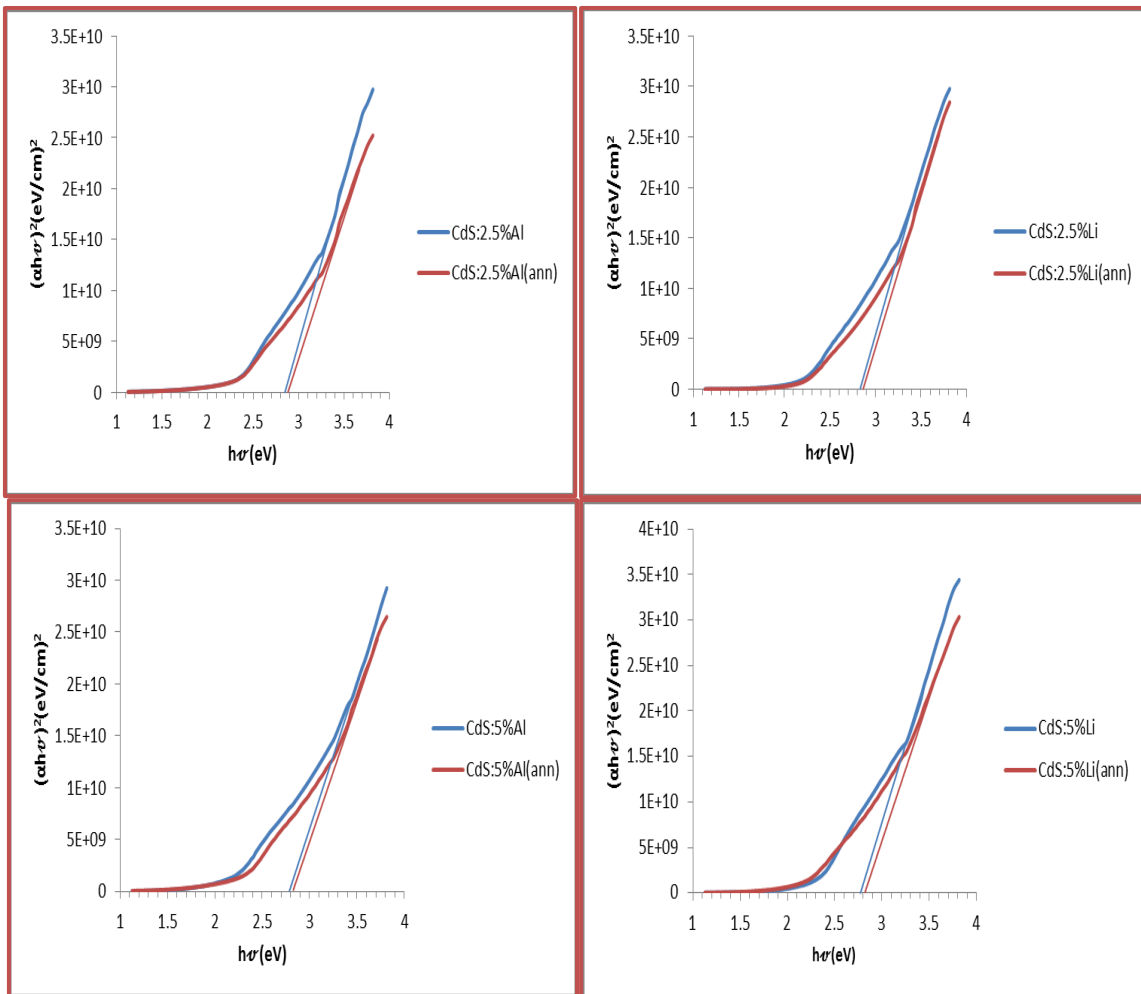 3.5E+10
3E+10
2.5E+10
2E+10
1.5E+10
1E+10
5E+09
0
1 1.5 2 2.5 3 3.5 4
(αh𝓋)²(eV/cm)²
h𝓋(eV)
CdS:2.5%Al
CdS:2.5%Al(ann)
3.5E+10
3E+10
2.5E+10
2E+10
1.5E+10
1E+10
5E+09
0
1 1.5 2 2.5 3 3.5 4
(αh𝓋)²(eV/cm)²
h𝓋(eV)
CdS:2.5%Li
CdS:2.5%Li(ann)
3.5E+10
3E+10
2.5E+10
2E+10
1.5E+10
1E+10
5E+09
0
1 1.5 2 2.5 3 3.5 4
(αh𝓋)²(eV/cm)²
h𝓋(eV)
CdS:5%Al
CdS:5%Al(ann)
4E+10
3.5E+10
3E+10
2.5E+10
2E+10
1.5E+10
1E+10
5E+09
0
1 1.5 2 2.5 3 3.5 4
(αh𝓋)²(eV/cm)²
h𝓋(eV)
CdS:5%Li
CdS:5%Li(ann)